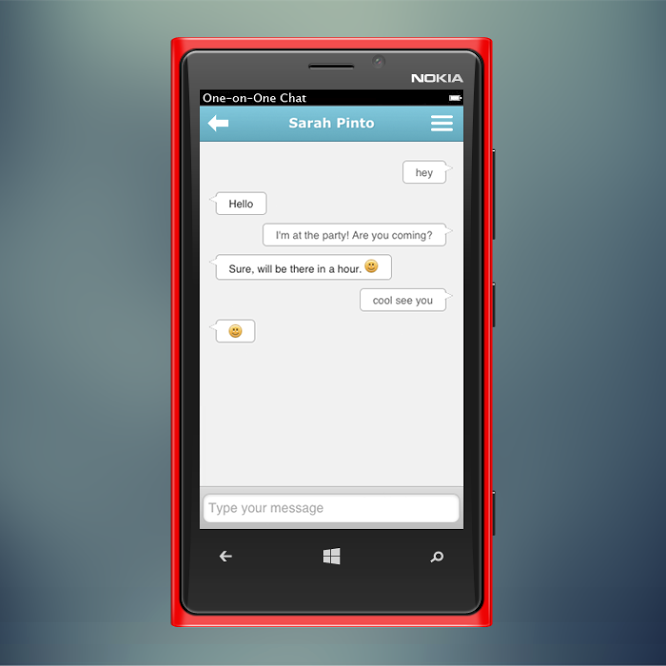 NOKIA
One-on-One Chat
Sarah Pinto
hey
Hello
I'm at the party! Are you coming?
Sure, will be there in a hour.
cool see you
Type your message